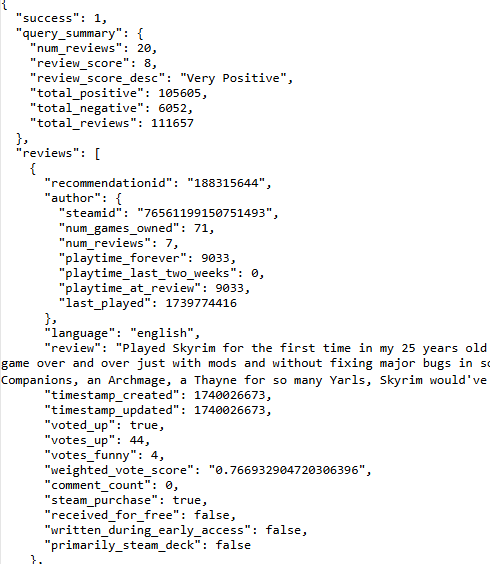 {
"success": 1,
"query_summary": {
"num_reviews": 20,
"review_score": 8,
"review_score_desc": "Very Positive",
"total_positive": 105605,
"total_negative": 6052,
"total_reviews": 111657
},
"reviews": [
{
"recommendationid": "188315644",
"author": {
"steamid": "76561199150751493",
"num_games_owned": 71,
"num_reviews": 7,
"playtime_forever": 9033,
"playtime_last_two_weeks": 0,
"playtime_at_review": 9033,
"last_played": 1739774416
},
"language": "english",
"review": "Played Skyrim for the first time in my 25 years old
game over and over just with mods and without fixing major bugs in
Companions, an Archmage, a Thayne for so many Yarls, Skyrim would've
"timestamp_created": 1740026673,
"timestamp_updated": 1740026673,
"voted_up": true,
"votes_up": 44,
"votes_funny": 4,
"weighted_vote_score": "0.766932904720306396",
"comment_count": 0,
"steam_purchase": true,
"received_for_free": false,
"written_during_early_access": false,
"primarily_steam_deck": false
},